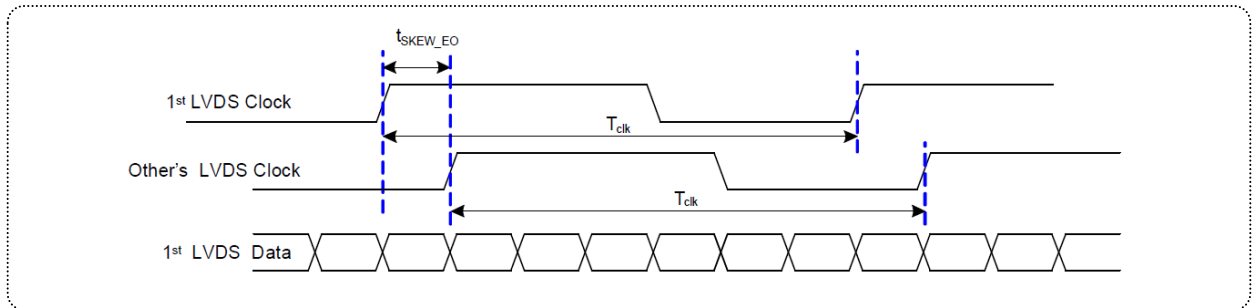 tSKEW_EO
1st LVDS Clock
Tclk
Other's LVDS Clock
Tclk
1st LVDS Data